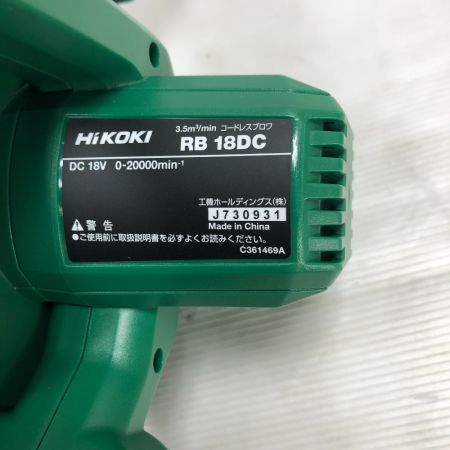 3.5m³/min コードレスブロワ
HiKOKI RB 18DC
DC 18V 0-20000min⁻¹
工機ホールディングス(株)
J730931
Made in China
⚠ 警告
●ご使用前に取扱説明書を必ずよくお読みください。
C361469A